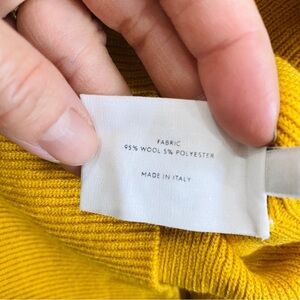 FABRIC
95% WOOL 5% POLYESTER
MADE IN ITALY